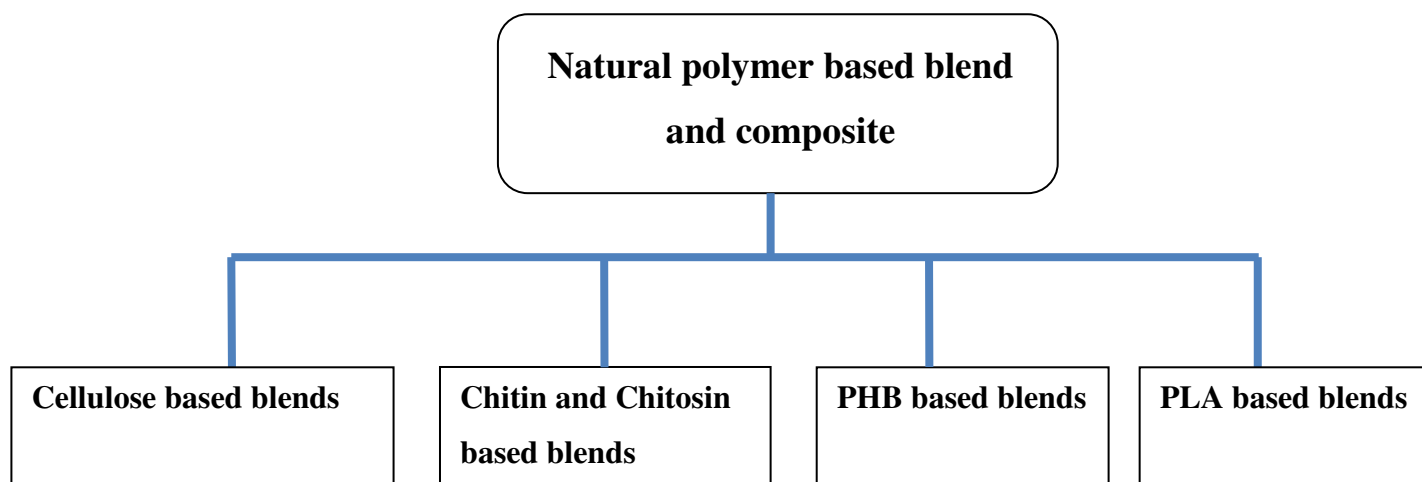 Natural polymer based blend
and composite
Cellulose based blends
Chitin and Chitosin
based blends
PHB based blends
PLA based blends